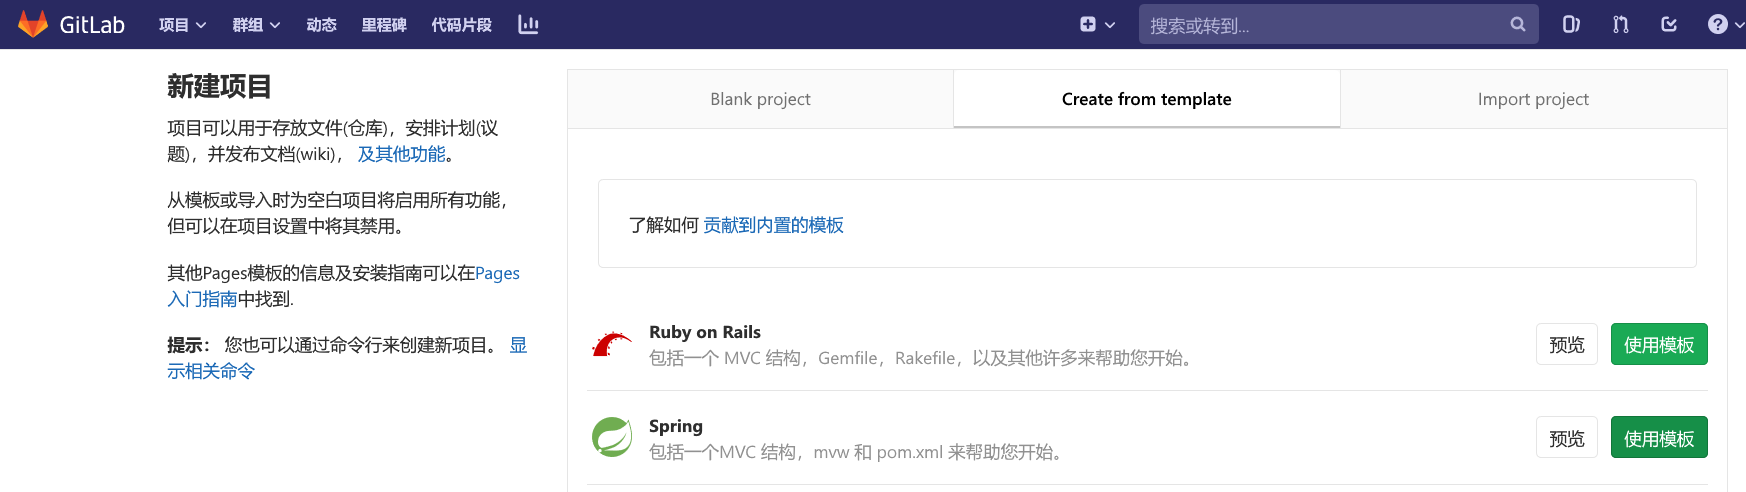 GitLab 项目 群组 动态 里程碑 代码片段 搜索或转到...
新建项目
项目可以用于存放文件(仓库)，安排计划(议
题)，并发布文档(wiki)， 及其他功能。
从模板或导入时为空白项目将启用所有功能，
但可以在项目设置中将其禁用。
其他Pages模板的信息及安装指南可以在Pages
入门指南中找到.
提示： 您也可以通过命令行来创建新项目。 显
示相关命令
Blank project Create from template Import project
了解如何 贡献到内置的模板
Ruby on Rails
包括一个 MVC 结构，Gemfile，Rakefile，以及其他许多来帮助您开始。
预览 使用模板
Spring
包括一个MVC 结构，mvw 和 pom.xml 来帮助您开始。
预览 使用模板